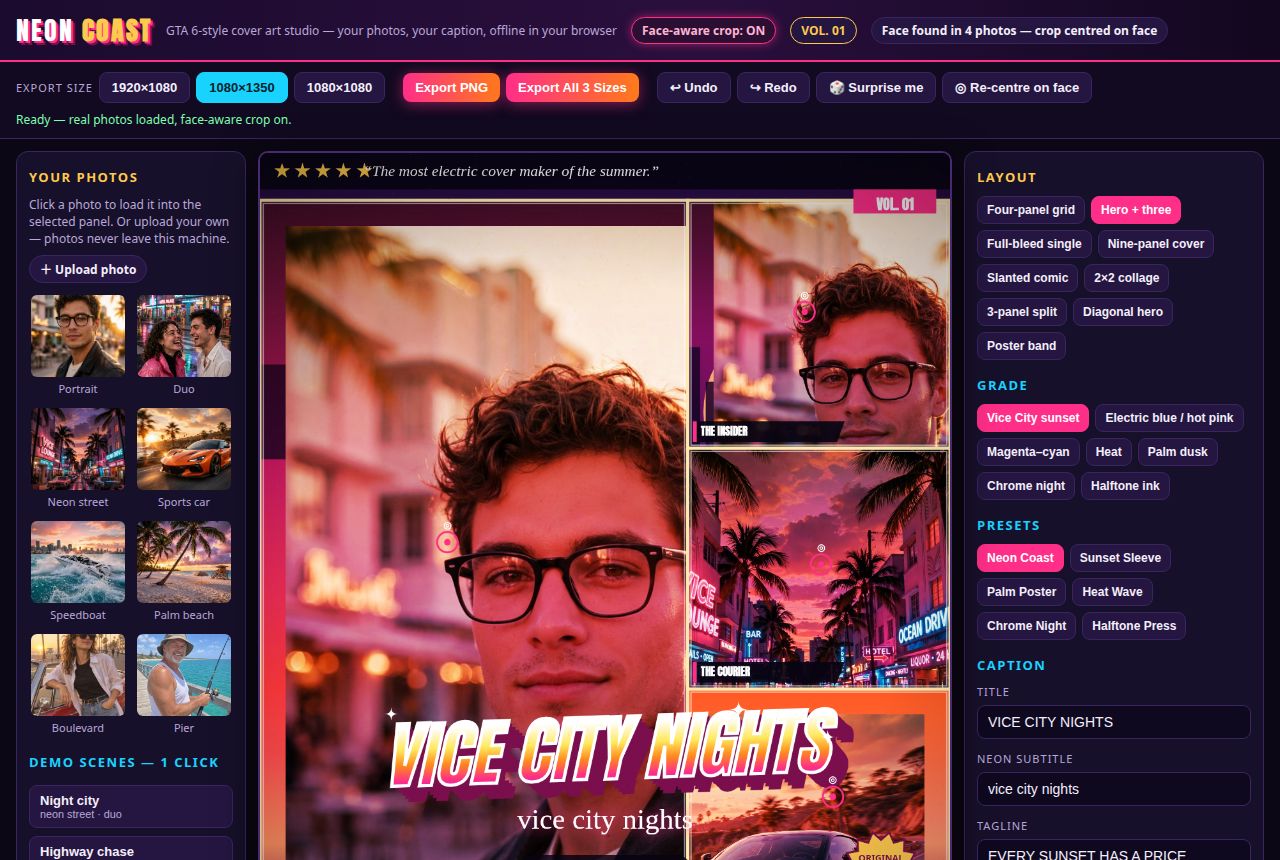 NEON COAST
GTA 6-style cover art studio — your photos, your caption, offline in your browser
Face-aware crop: ON
VOL. 01
Face found in 4 photos — crop centred on face
EXPORT SIZE
1920×1080
1080×1350
1080×1080
Export PNG
Export All 3 Sizes
↩ Undo
↪ Redo
🎲 Surprise me
◎ Re-centre on face
Ready — real photos loaded, face-aware crop on.
YOUR PHOTOS
Click a photo to load it into the
selected panel. Or upload your own
— photos never leave this machine.
+ Upload photo
Portrait
Duo
Neon street
Sports car
Speedboat
Palm beach
Boulevard
Pier
DEMO SCENES — 1 CLICK
Night city
neon street · duo
Highway chase
★★★★★
“The most electric cover maker of the summer.”
VOL. 01
THE INSIDER
VICE
LOUNGE
BAR
HOTEL
OCEAN DRIV
LIQUOR · 24
THE COURIER
VICE CITY NIGHTS
vice city nights
ORIGINAL
LAYOUT
Four-panel grid
Hero + three
Full-bleed single
Nine-panel cover
Slanted comic
2×2 collage
3-panel split
Diagonal hero
Poster band
GRADE
Vice City sunset
Electric blue / hot pink
Magenta–cyan
Heat
Palm dusk
Chrome night
Halftone ink
PRESETS
Neon Coast
Sunset Sleeve
Palm Poster
Heat Wave
Chrome Night
Halftone Press
CAPTION
TITLE
VICE CITY NIGHTS
NEON SUBTITLE
vice city nights
TAGLINE
EVERY SUNSET HAS A PRICE